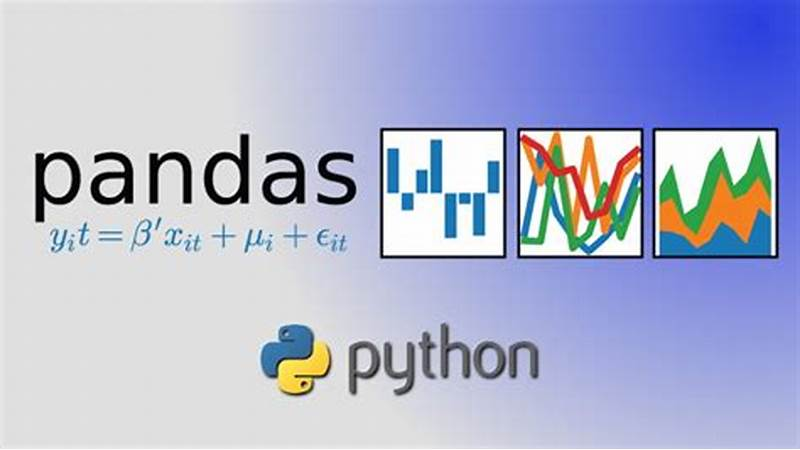 pandas
yᵢt = β′xᵢₜ + μᵢ + ϵᵢₜ
python